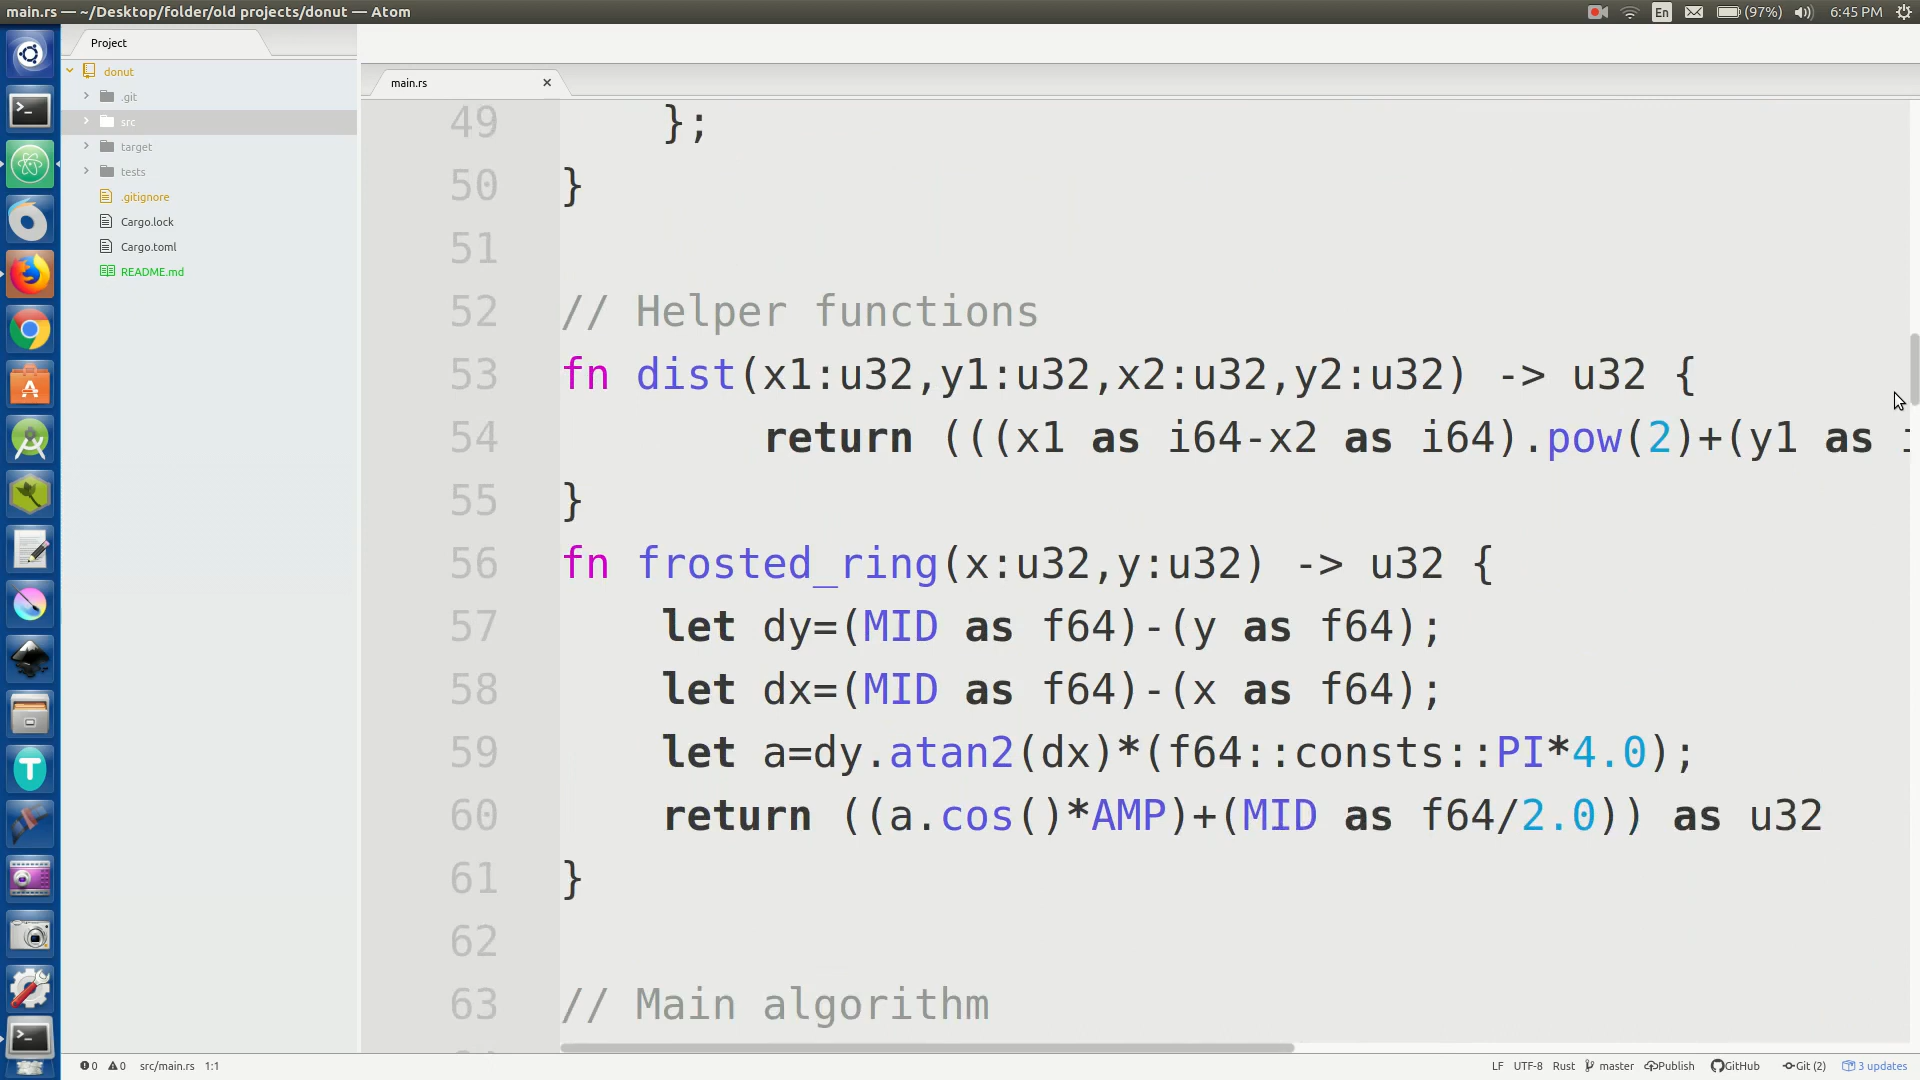 main.rs — ~/Desktop/folder/old projects/donut — Atom
En
(97%)
6:45 PM
Project
donut
.git
src
target
tests
.gitignore
Cargo.lock
Cargo.toml
README.md
main.rs
49 };
50 }
51
52 // Helper functions
53 fn dist(x1:u32,y1:u32,x2:u32,y2:u32) -> u32 {
54 return (((x1 as i64-x2 as i64).pow(2)+(y1 as i
55 }
56 fn frosted_ring(x:u32,y:u32) -> u32 {
57 let dy=(MID as f64)-(y as f64);
58 let dx=(MID as f64)-(x as f64);
59 let a=dy.atan2(dx)*(f64::consts::PI*4.0);
60 return ((a.cos()*AMP)+(MID as f64/2.0)) as u32
61 }
62
63 // Main algorithm
0 0 src/main.rs 1:1
LF UTF-8 Rust master Publish GitHub Git (2) 3 updates